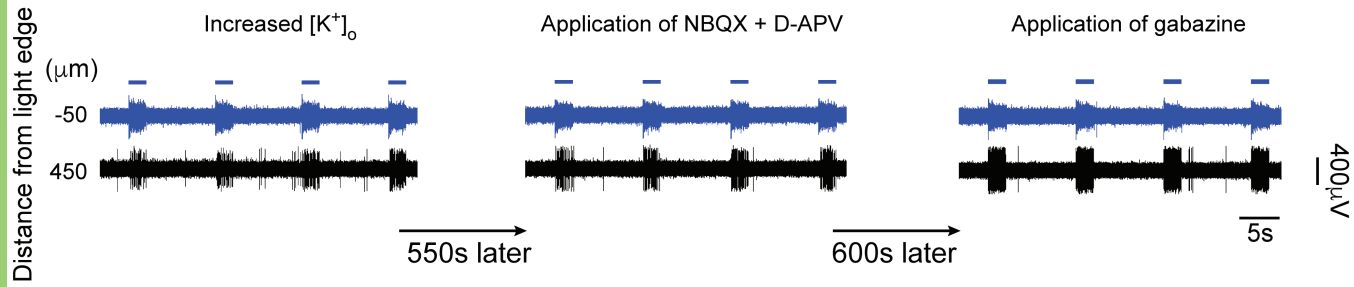 Increased [K⁺]ₒ
Application of NBQX + D-APV
Application of gabazine
Distance from light edge
(μm)
-50
450
400μV
5s
550s later
600s later